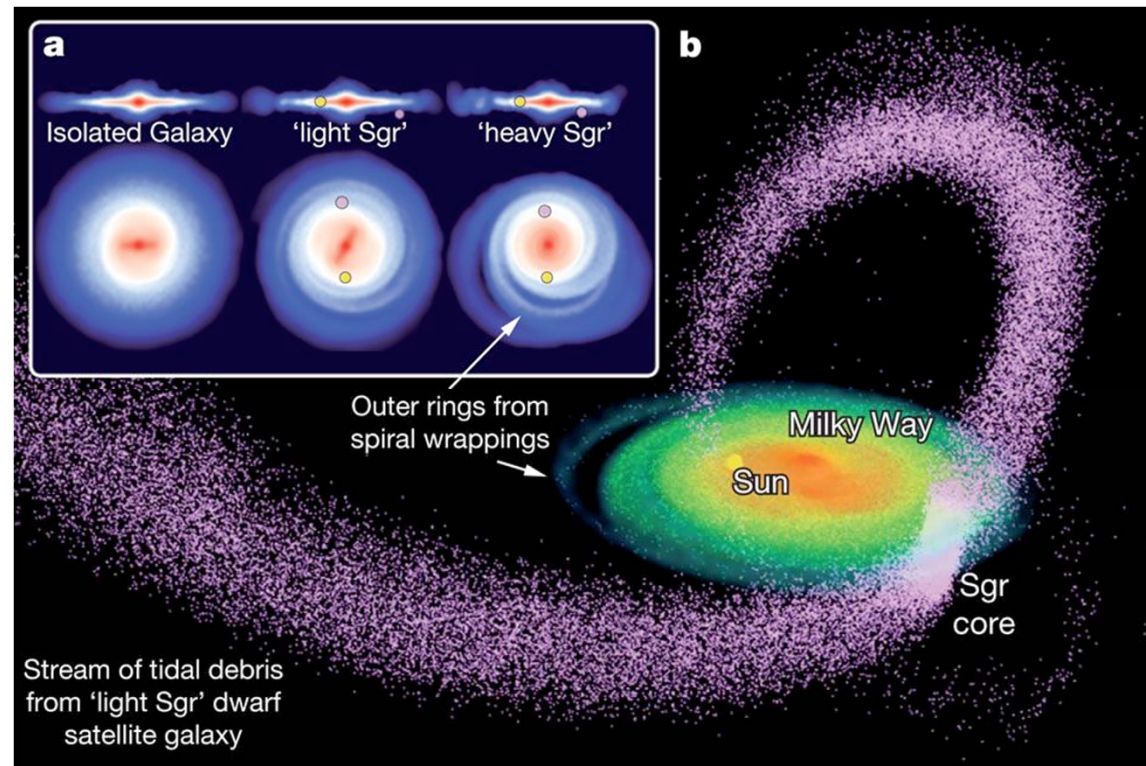 a
Isolated Galaxy
‘light Sgr’
‘heavy Sgr’
b
Outer rings from
spiral wrappings
Milky Way
Sun
Sgr
core
Stream of tidal debris
from ‘light Sgr’ dwarf
satellite galaxy